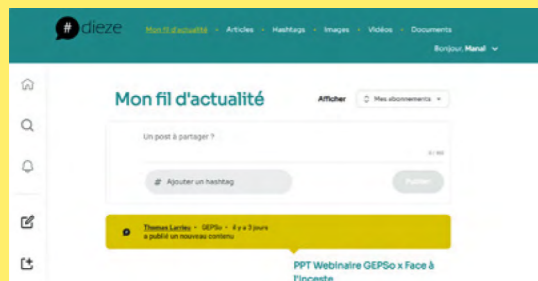 # dieze
Mon fil d'actualité • Articles • Hashtags • Images • Vidéos • Documents
Bonjour, Manal
Mon fil d'actualité
Afficher
Mes abonnements
Un post à partager ?
# Ajouter un hashtag
Publier
Thomas Larrieu • GEPSo • il y a 3 jours
a publié un nouveau contenu
PPT Webinaire GEPSo x Face à
l'inceste